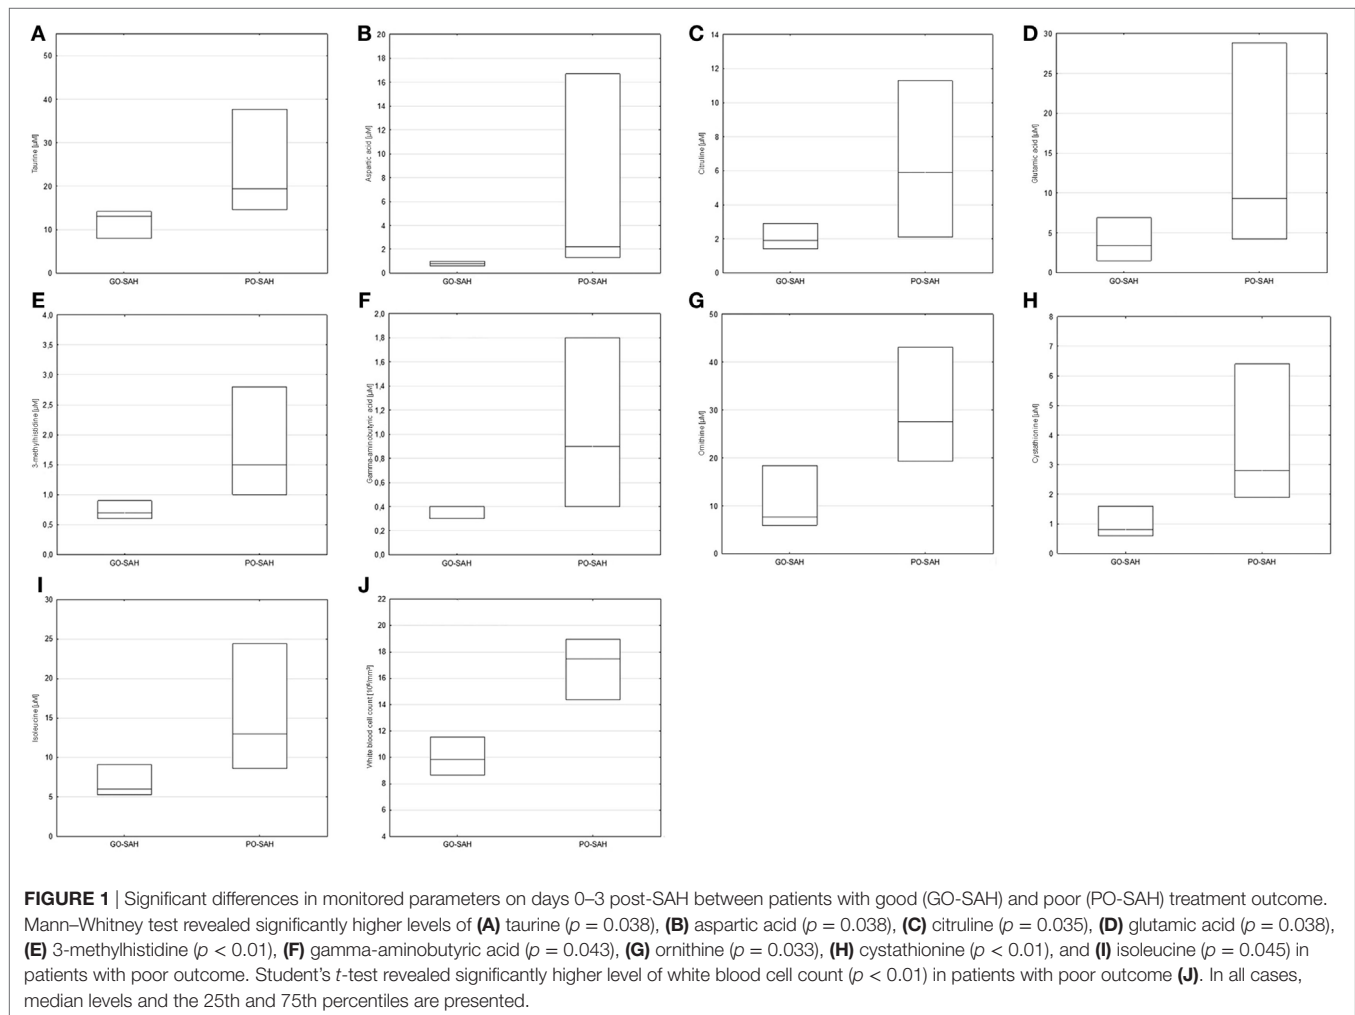 A
Taurine [µM]
50
40
30
20
10
0
GO-SAH PO-SAH
B
Aspartic acid [µM]
20
18
16
14
12
10
8
6
4
2
0
GO-SAH PO-SAH
C
Citruline [µM]
14
12
10
8
6
4
2
0
GO-SAH PO-SAH
D
Glutamic acid [µM]
30
25
20
15
10
5
0
GO-SAH PO-SAH
E
3-methylhistidine [µM]
4,0
3,5
3,0
2,5
2,0
1,5
1,0
0,5
0,0
GO-SAH PO-SAH
F
Gamma-aminobutyric acid [µM]
2,0
1,8
1,6
1,4
1,2
1,0
0,8
0,6
0,4
0,2
0,0
GO-SAH PO-SAH
G
Ornithine [µM]
50
40
30
20
10
0
GO-SAH PO-SAH
H
Cystathionine [µM]
8
7
6
5
4
3
2
1
0
GO-SAH PO-SAH
I
Isoleucine [µM]
30
25
20
15
10
5
0
GO-SAH PO-SAH
J
White blood cell count
22
20
18
16
14
12
10
8
6
4
GO-SAH PO-SAH
FIGURE 1 | Significant differences in monitored parameters on days 0–3 post-SAH between patients with good (GO-SAH) and poor (PO-SAH) treatment outcome.
Mann–Whitney test revealed significantly higher levels of (A) taurine (p = 0.038), (B) aspartic acid (p = 0.038), (C) citruline (p = 0.035), (D) glutamic acid (p = 0.038),
(E) 3-methylhistidine (p < 0.01), (F) gamma-aminobutyric acid (p = 0.043), (G) ornithine (p = 0.033), (H) cystathionine (p < 0.01), and (I) isoleucine (p = 0.045) in
patients with poor outcome. Student's t-test revealed significantly higher level of white blood cell count (p < 0.01) in patients with poor outcome (J). In all cases,
median levels and the 25th and 75th percentiles are presented.